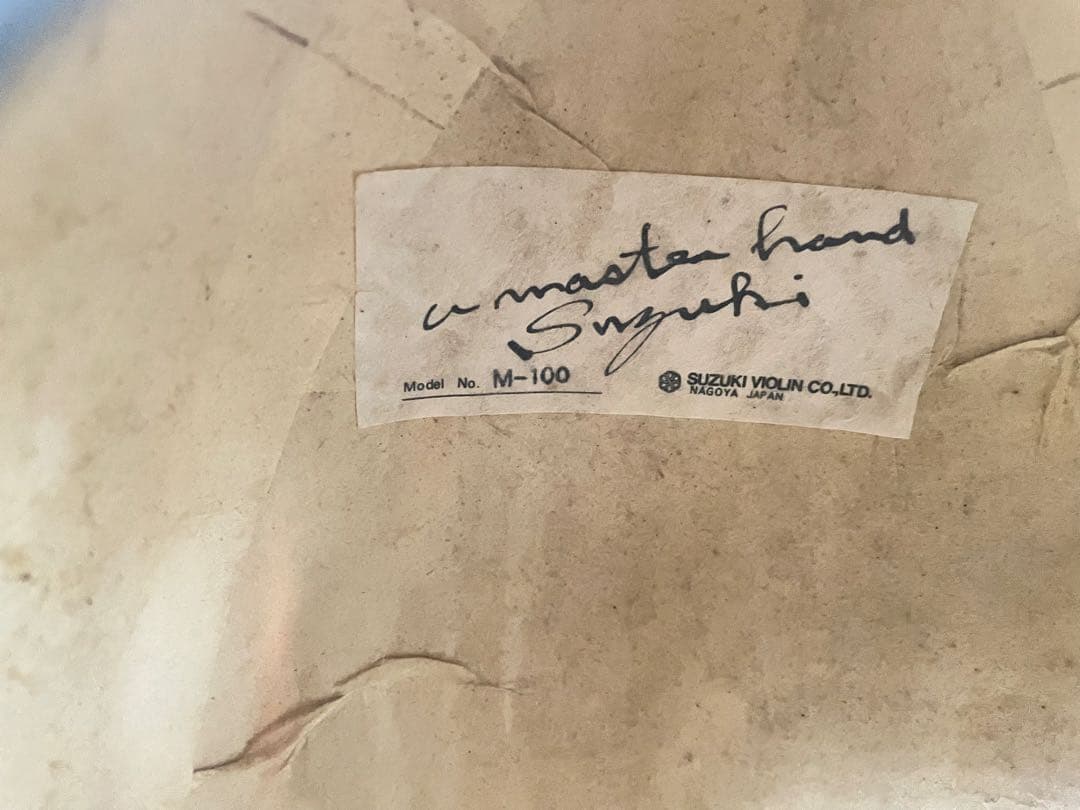 a master hand
Suzuki
Model No. M-100
SUZUKI VIOLIN CO.,LTD.
NAGOYA JAPAN